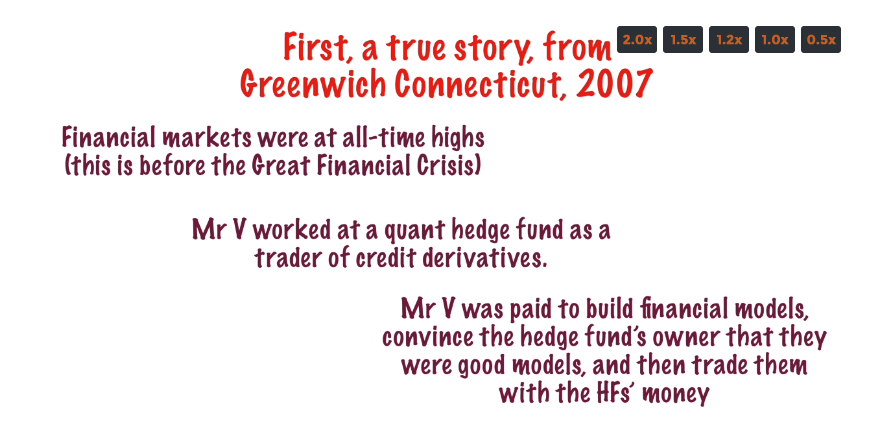 First, a true story, from
2.0x 1.5x 1.2x 1.0x 0.5x
Greenwich Connecticut, 2007
Financial markets were at all-time highs
(this is before the Great Financial Crisis)
Mr V worked at a quant hedge fund as a
trader of credit derivatives.
Mr V was paid to build financial models,
convince the hedge fund's owner that they
were good models, and then trade them
with the HFs' money